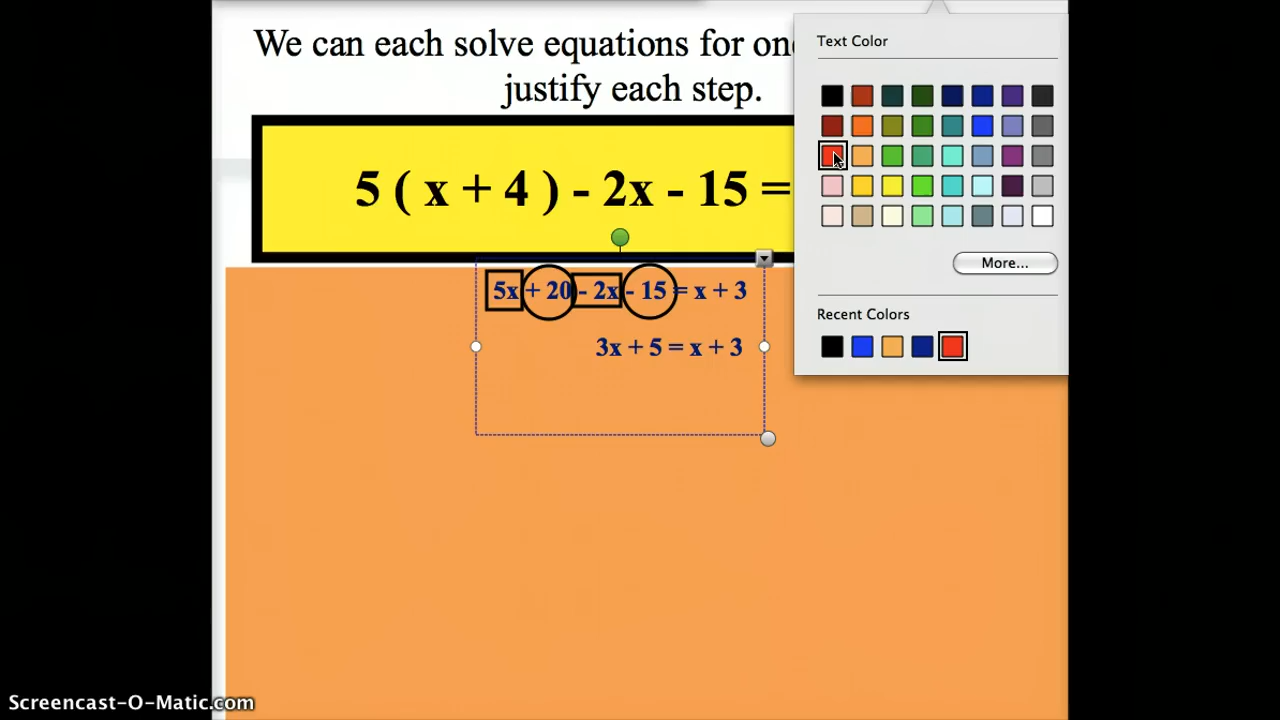 We can each solve equations for one
justify each step.
5 ( x + 4 ) - 2x - 15 =
5x + 20 - 2x - 15 = x + 3
3x + 5 = x + 3
Text Color
More...
Recent Colors
Screencast-O-Matic.com